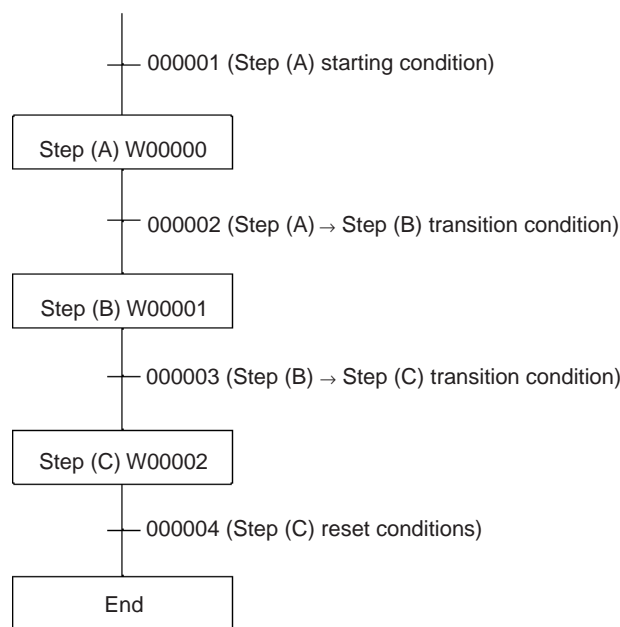 000001 (Step (A) starting condition)
Step (A) W00000
000002 (Step (A) → Step (B) transition condition)
Step (B) W00001
000003 (Step (B) → Step (C) transition condition)
Step (C) W00002
000004 (Step (C) reset conditions)
End